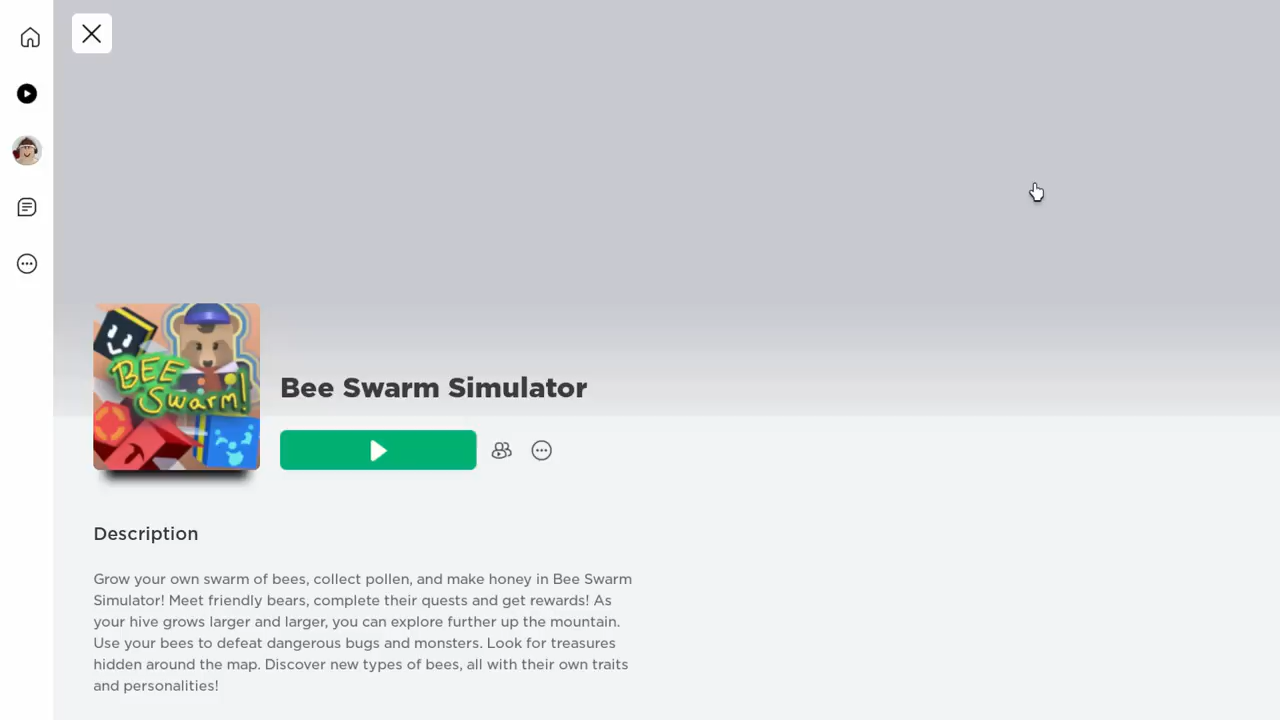 BEE
Swarm!
Bee Swarm Simulator
Description
Grow your own swarm of bees, collect pollen, and make honey in Bee Swarm
Simulator! Meet friendly bears, complete their quests and get rewards! As
your hive grows larger and larger, you can explore further up the mountain.
Use your bees to defeat dangerous bugs and monsters. Look for treasures
hidden around the map. Discover new types of bees, all with their own traits
and personalities!